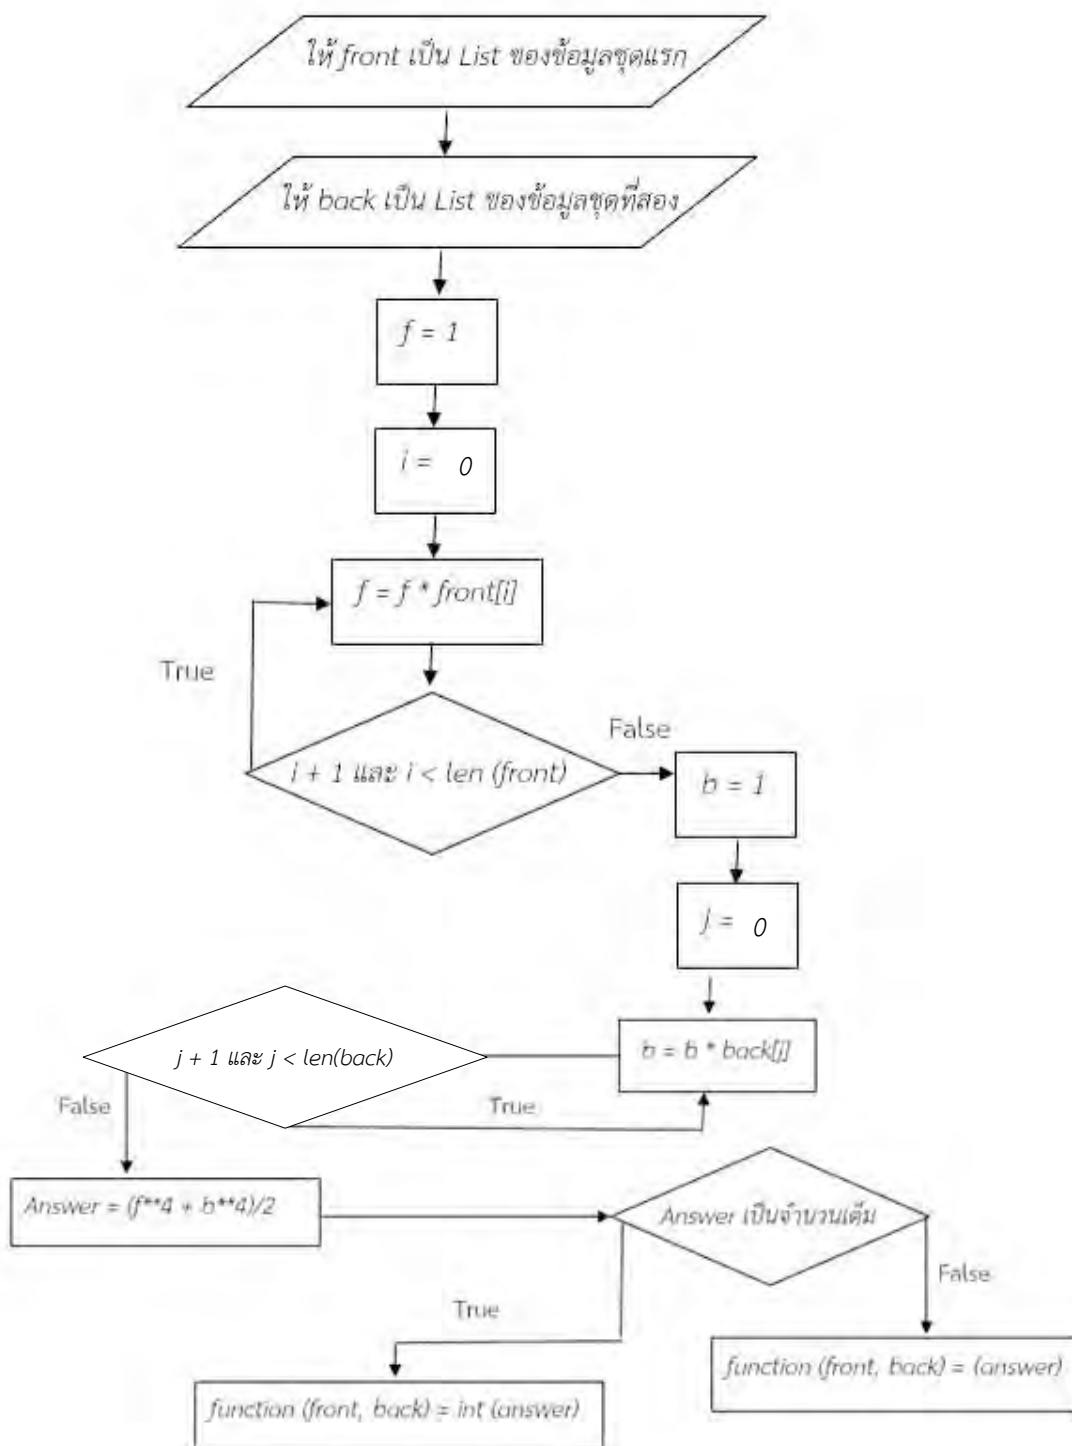 ให้ front เป็น List ของข้อมูลชุดแรก
ให้ back เป็น List ของข้อมูลชุดที่สอง
f = 1
i = 0
f = f * front[i]
True
i + 1 และ i < len (front)
False
b = 1
j = 0
b = b * back[j]
j + 1 และ j < len(back)
False
True
Answer = (f**4 + b**4)/2
Answer เป็นจำนวนเต็ม
True
False
function (front, back) = (answer)
function (front, back) = int (answer)